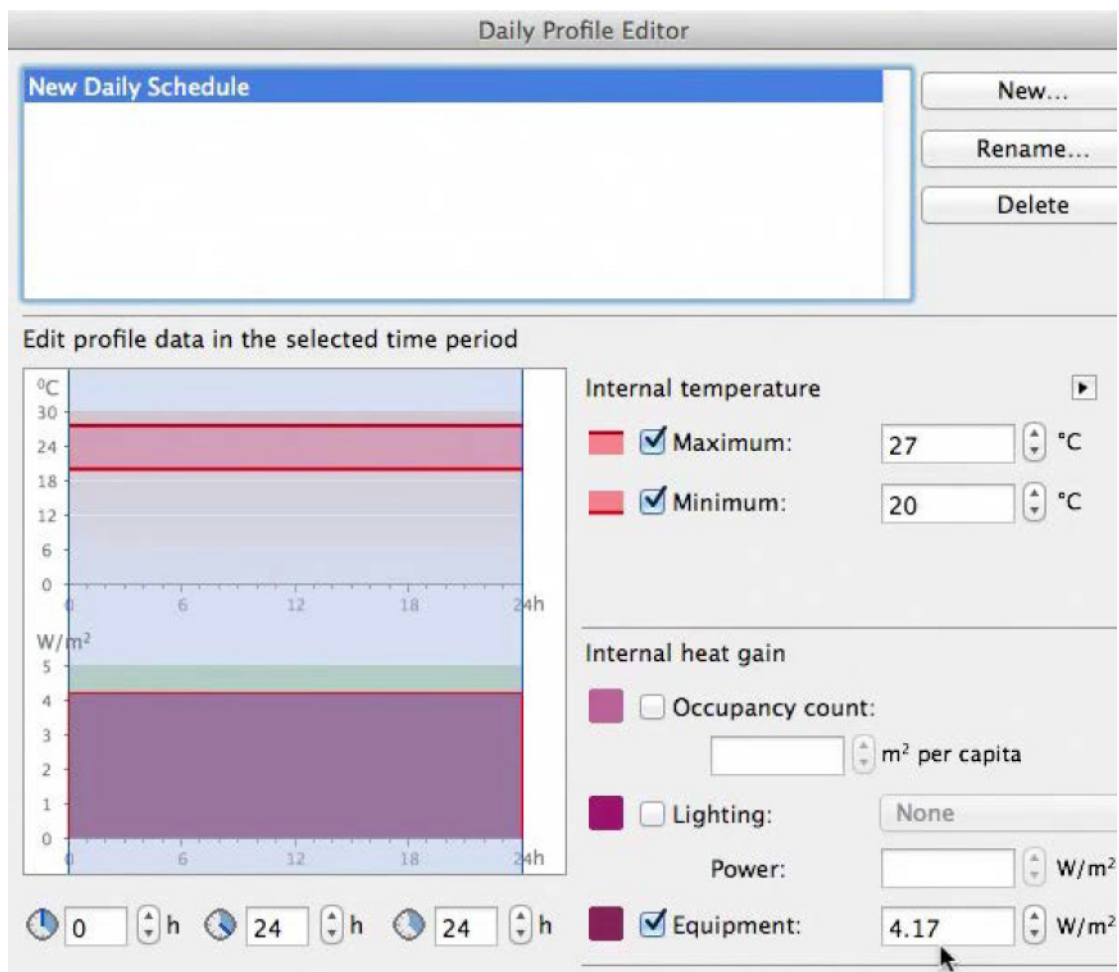 Daily Profile Editor
New Daily Schedule
New...
Rename...
Delete
Edit profile data in the selected time period
⁰C
30
24
18
12
6
0
0 6 12 18 24h
W/m²
5
4
3
2
1
0
0 6 12 18 24h
0 h 24 h 24 h
Internal temperature
Maximum: 27 °C
Minimum: 20 °C
Internal heat gain
Occupancy count:
m² per capita
Lighting: None
Power: W/m²
Equipment: 4.17 W/m²